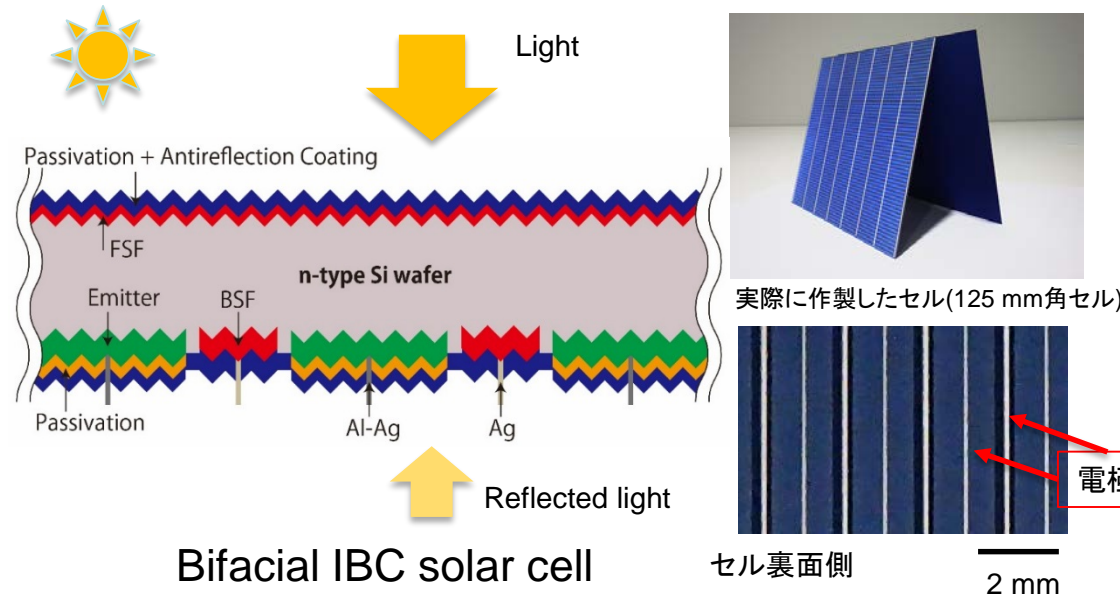 Light
Passivation + Antireflection Coating
FSF
n-type Si wafer
Emitter
BSF
Passivation
Al-Ag
Ag
Reflected light
Bifacial IBC solar cell
実際に作製したセル(125 mm角セル)
電極
セル裏面側
2 mm